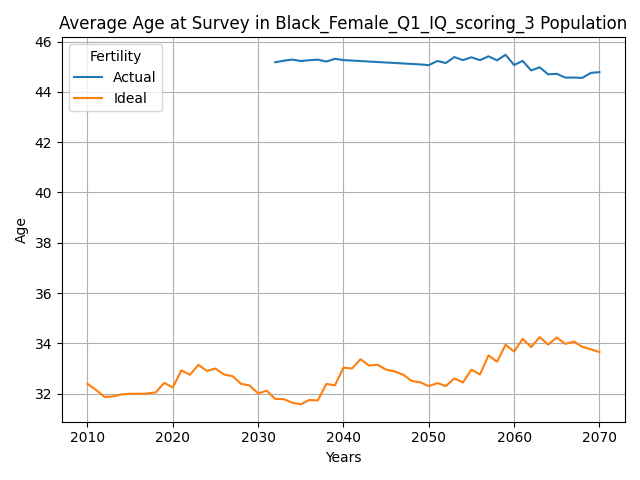 Average Age at Survey in Black_Female_Q1_IQ_scoring_3 Population
46
44
42
40
38
36
34
32
Age
Fertility
Actual
Ideal
2010 2020 2030 2040 2050 2060 2070
Years